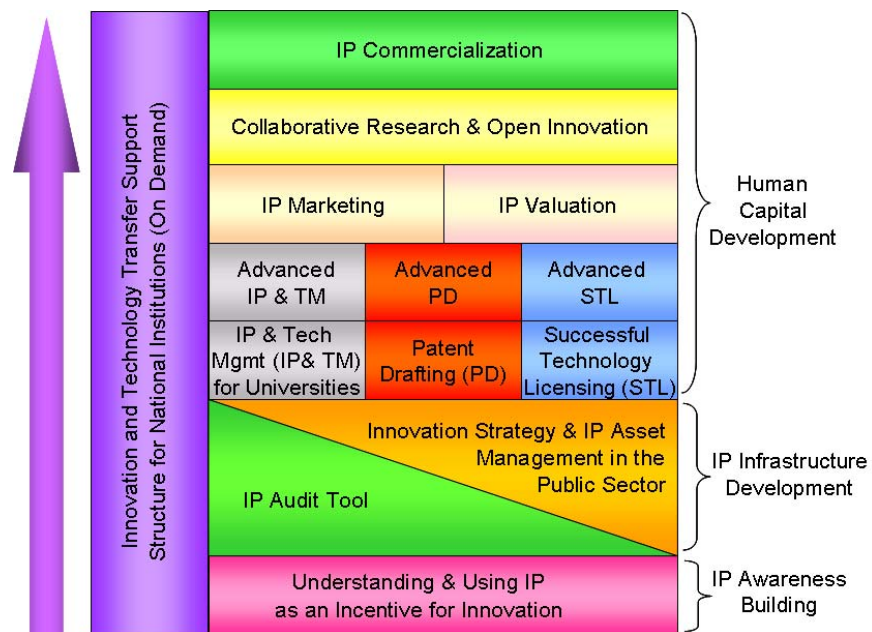 Innovation and Technology Transfer Support
Structure for National Institutions (On Demand)
IP Commercialization
Collaborative Research & Open Innovation
IP Marketing
IP Valuation
Advanced
IP & TM
Advanced
PD
Advanced
STL
IP & Tech
Mgmt (IP& TM)
for Universities
Patent
Drafting (PD)
Successful
Technology
Licensing (STL)
Innovation Strategy & IP Asset
Management in the
Public Sector
IP Audit Tool
Understanding & Using IP
as an Incentive for Innovation
Human
Capital
Development
IP Infrastructure
Development
IP Awareness
Building